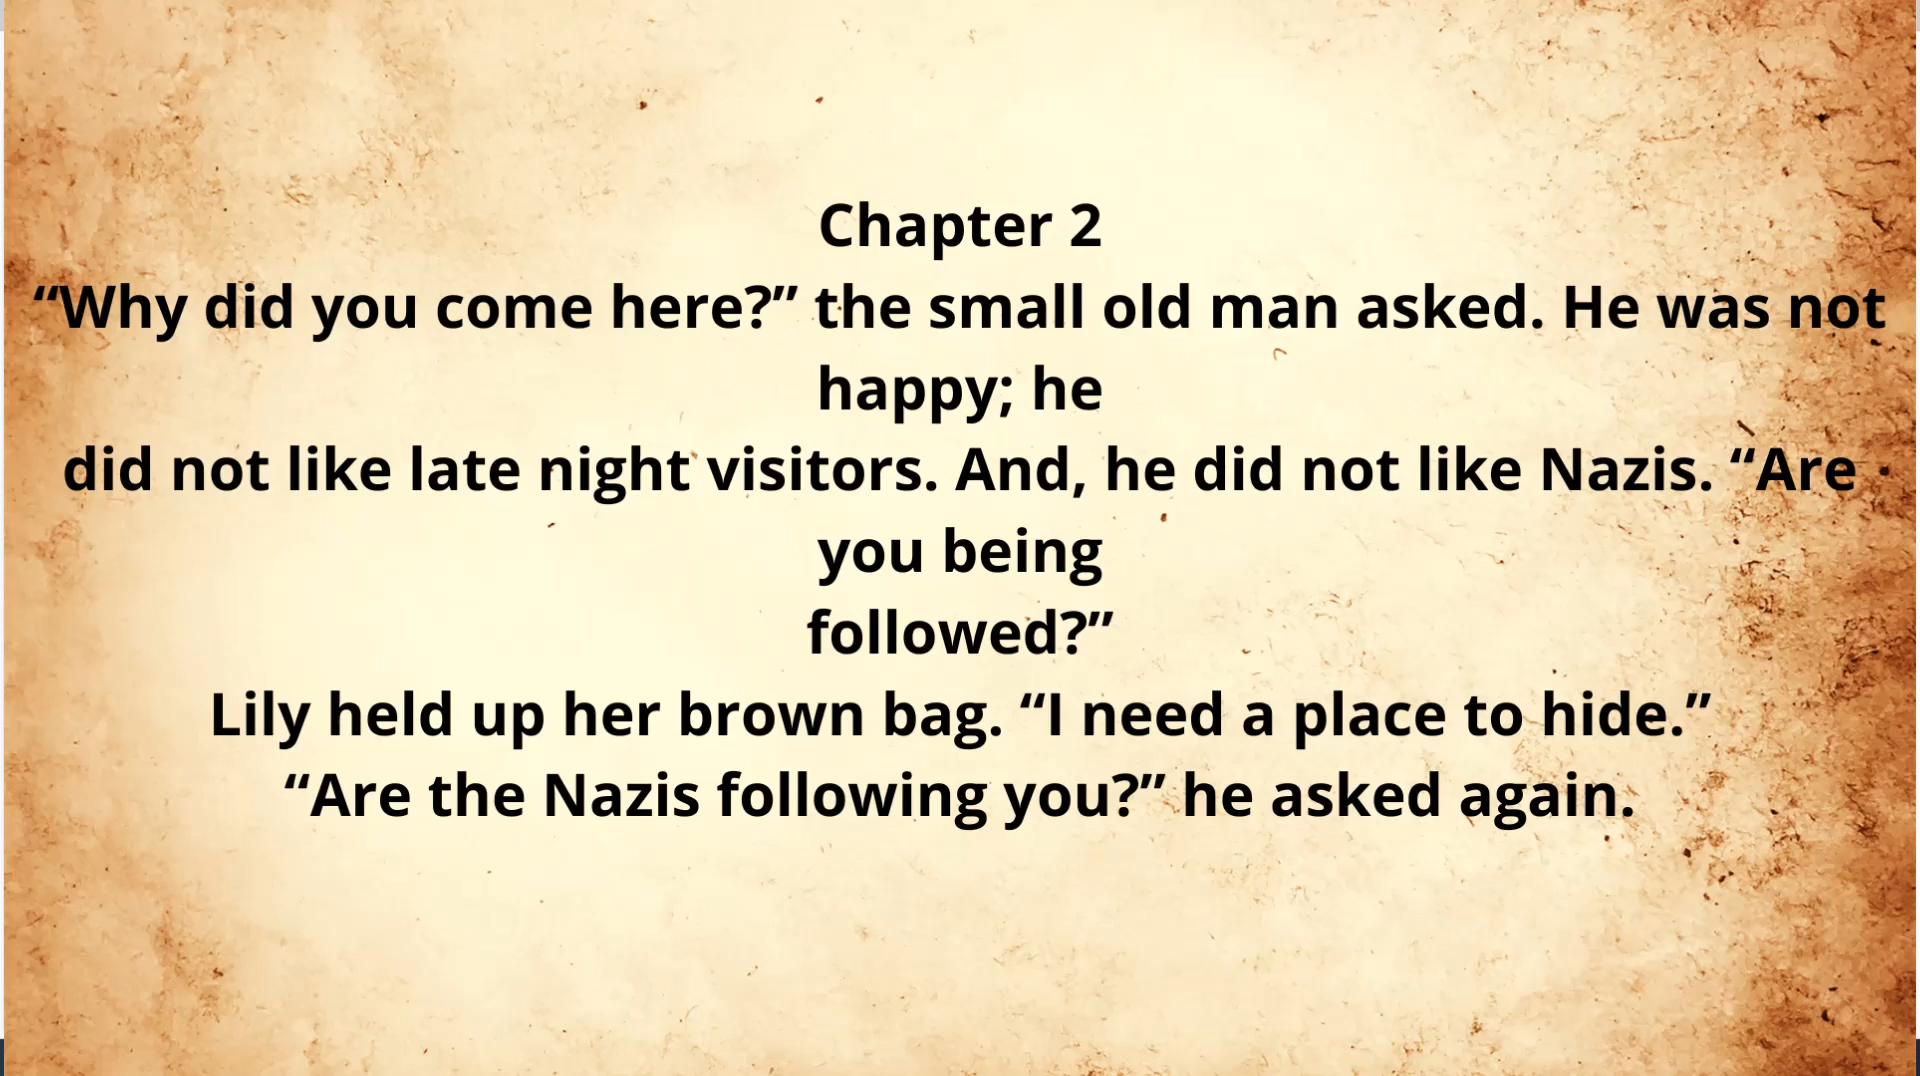 Chapter 2
“Why did you come here?” the small old man asked. He was not
happy; he
did not like late night visitors. And, he did not like Nazis. “Are
you being
followed?”
Lily held up her brown bag. “I need a place to hide.”
“Are the Nazis following you?” he asked again.